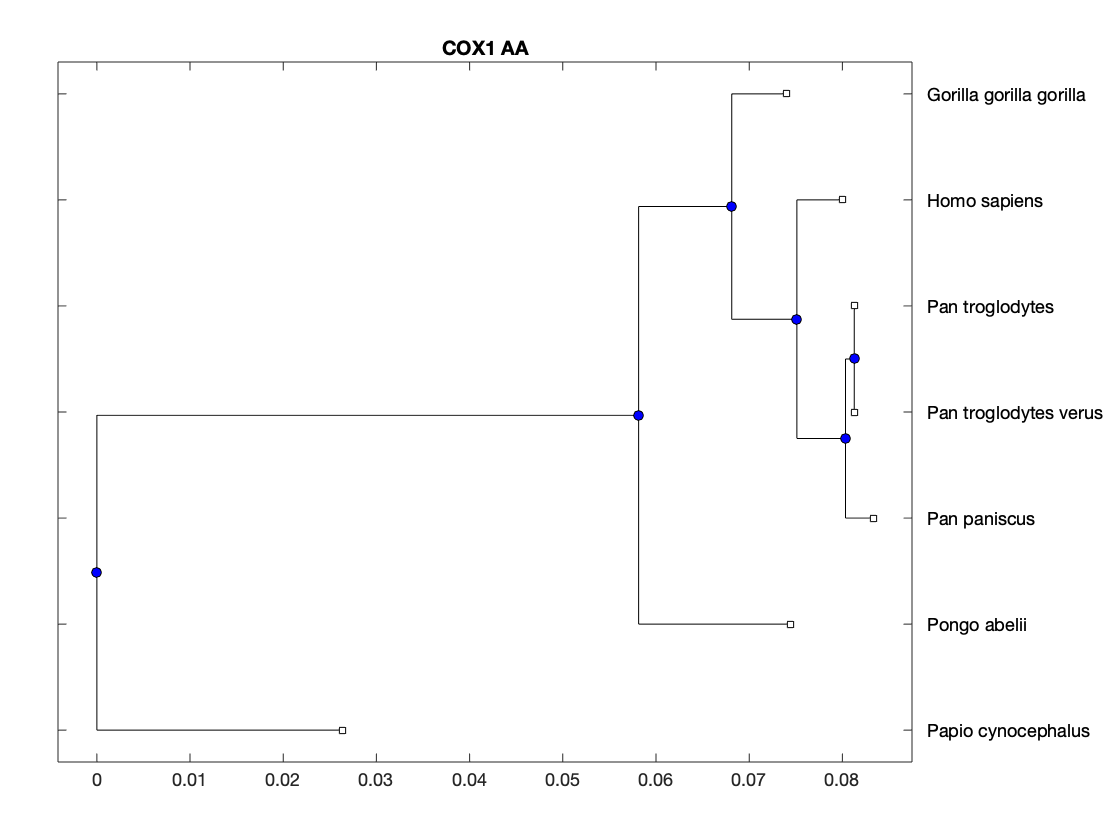 COX1 AA
Gorilla gorilla gorilla
Homo sapiens
Pan troglodytes
Pan troglodytes verus
Pan paniscus
Pongo abelii
Papio cynocephalus
0 0.01 0.02 0.03 0.04 0.05 0.06 0.07 0.08